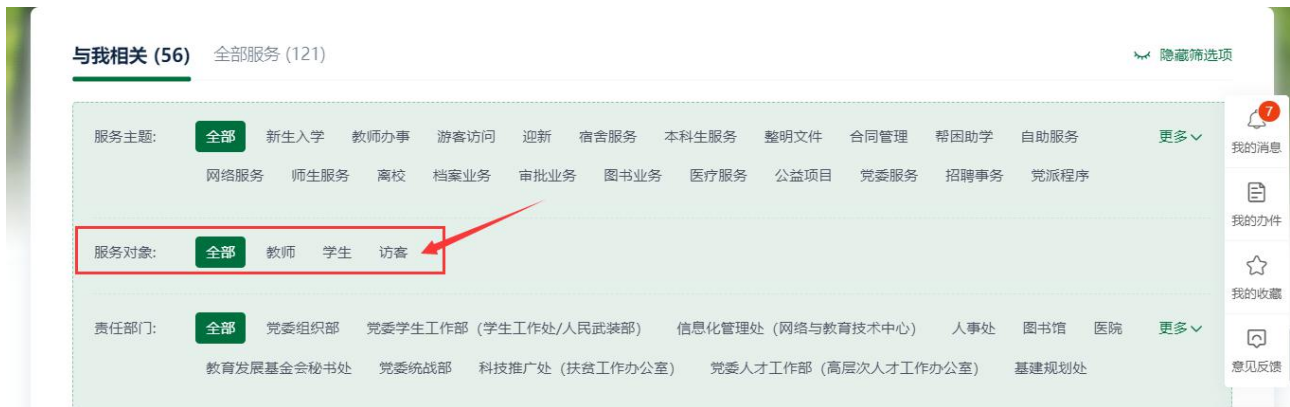 与我相关 (56) 全部服务 (121) 隐藏筛选项
服务主题: 全部 新生入学 教师办事 游客访问 迎新 宿舍服务 本科生服务 整明文件 合同管理 帮困助学 自助服务 更多
网络服务 师生服务 离校 档案业务 审批业务 图书业务 医疗服务 公益项目 党委服务 招聘事务 党派程序
服务对象: 全部 教师 学生 访客
责任部门: 全部 党委组织部 党委学生工作部 (学生工作处/人民武装部) 信息化管理处 (网络与教育技术中心) 人事处 图书馆 医院 更多
教育发展基金会秘书处 党委统战部 科技推广处 (扶贫工作办公室) 党委人才工作部 (高层次人才工作办公室) 基建规划处
7
我的消息
我的办件
我的收藏
意见反馈